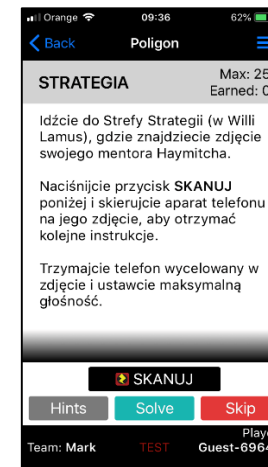 Orange 09:36 62%
Back Poligon
STRATEGIA Max: 25
Earned: 0
Idźcie do Strefy Strategii (w Willi
Lamus), gdzie znajdziecie zdjęcie
swojego mentora Haymitcha.
Naciśnijcie przycisk SKANUJ
poniżej i skierujcie aparat telefonu
na jego zdjęcie, aby otrzymać
kolejne instrukcje.
Trzymajcie telefon wycelowany w
zdjęcie i ustawcie maksymalną
głośność.
SKANUJ
Hints Solve Skip
Team: Mark TEST Guest-6964